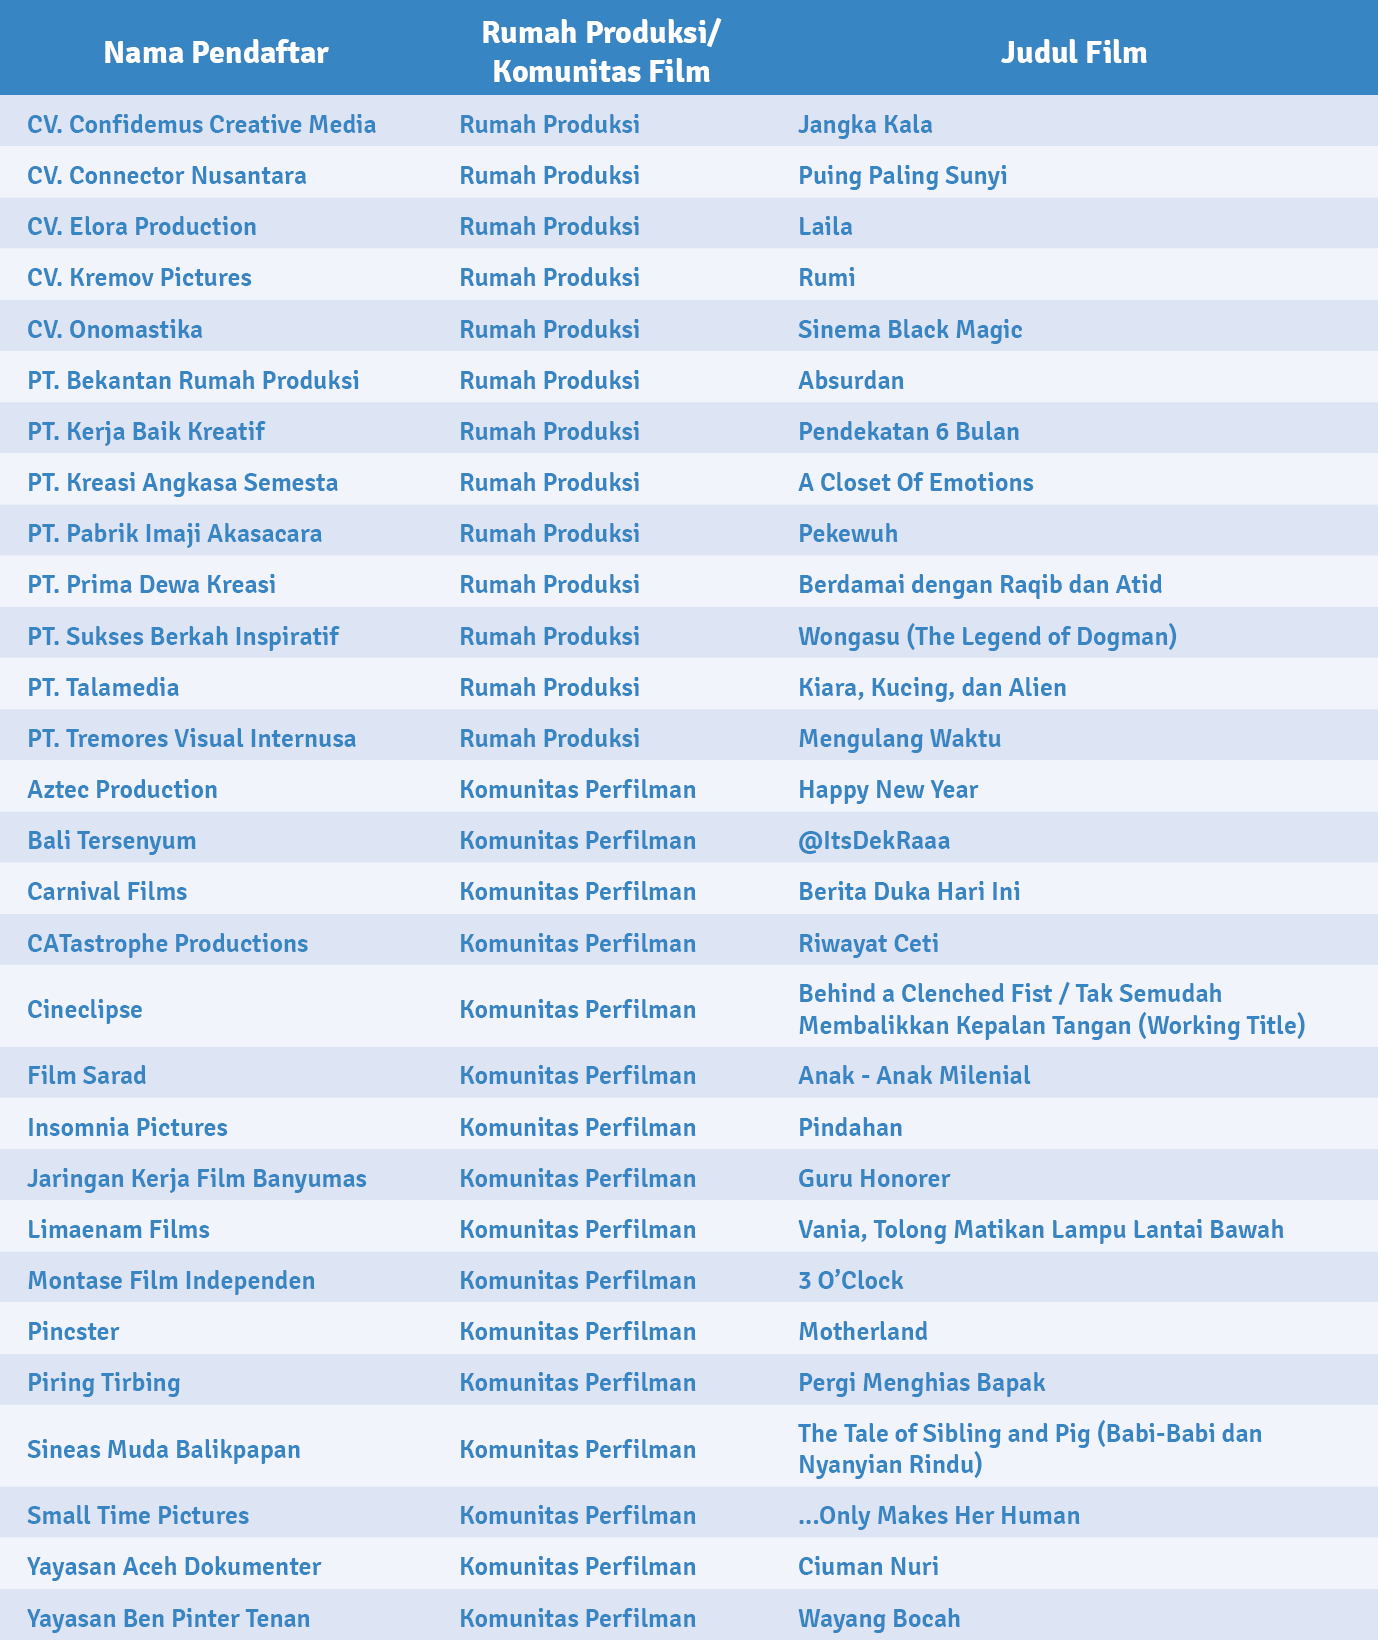 Nama Pendaftar
Rumah Produksi/
Komunitas Film
Judul Film
CV. Confidemus Creative Media Rumah Produksi Jangka Kala
CV. Connector Nusantara Rumah Produksi Puing Paling Sunyi
CV. Elora Production Rumah Produksi Laila
CV. Kremov Pictures Rumah Produksi Rumi
CV. Onomastika Rumah Produksi Sinema Black Magic
PT. Bekantan Rumah Produksi Rumah Produksi Absurdan
PT. Kerja Baik Kreatif Rumah Produksi Pendekatan 6 Bulan
PT. Kreasi Angkasa Semesta Rumah Produksi A Closet Of Emotions
PT. Pabrik Imaji Akasacara Rumah Produksi Pekewuh
PT. Prima Dewa Kreasi Rumah Produksi Berdamai dengan Raqib dan Atid
PT. Sukses Berkah Inspiratif Rumah Produksi Wongasu (The Legend of Dogman)
PT. Talamedia Rumah Produksi Kiara, Kucing, dan Alien
PT. Tremores Visual Internusa Rumah Produksi Mengulang Waktu
Aztec Production Komunitas Perfilman Happy New Year
Bali Tersenyum Komunitas Perfilman @ItsDekRaaa
Carnival Films Komunitas Perfilman Berita Duka Hari Ini
CATastrophe Productions Komunitas Perfilman Riwayat Ceti
Cineclipse Komunitas Perfilman Behind a Clenched Fist / Tak Semudah
Membalikkan Kepalan Tangan (Working Title)
Film Sarad Komunitas Perfilman Anak - Anak Milenial
Insomnia Pictures Komunitas Perfilman Pindahan
Jaringan Kerja Film Banyumas Komunitas Perfilman Guru Honorer
Limaenam Films Komunitas Perfilman Vania, Tolong Matikan Lampu Lantai Bawah
Montase Film Independen Komunitas Perfilman 3 O’Clock
Pincster Komunitas Perfilman Motherland
Piring Tirbing Komunitas Perfilman Pergi Menghias Bapak
Sineas Muda Balikpapan Komunitas Perfilman The Tale of Sibling and Pig (Babi-Babi dan
Nyanyian Rindu)
Small Time Pictures Komunitas Perfilman ...Only Makes Her Human
Yayasan Aceh Dokumenter Komunitas Perfilman Ciuman Nuri
Yayasan Ben Pinter Tenan Komunitas Perfilman Wayang Bocah